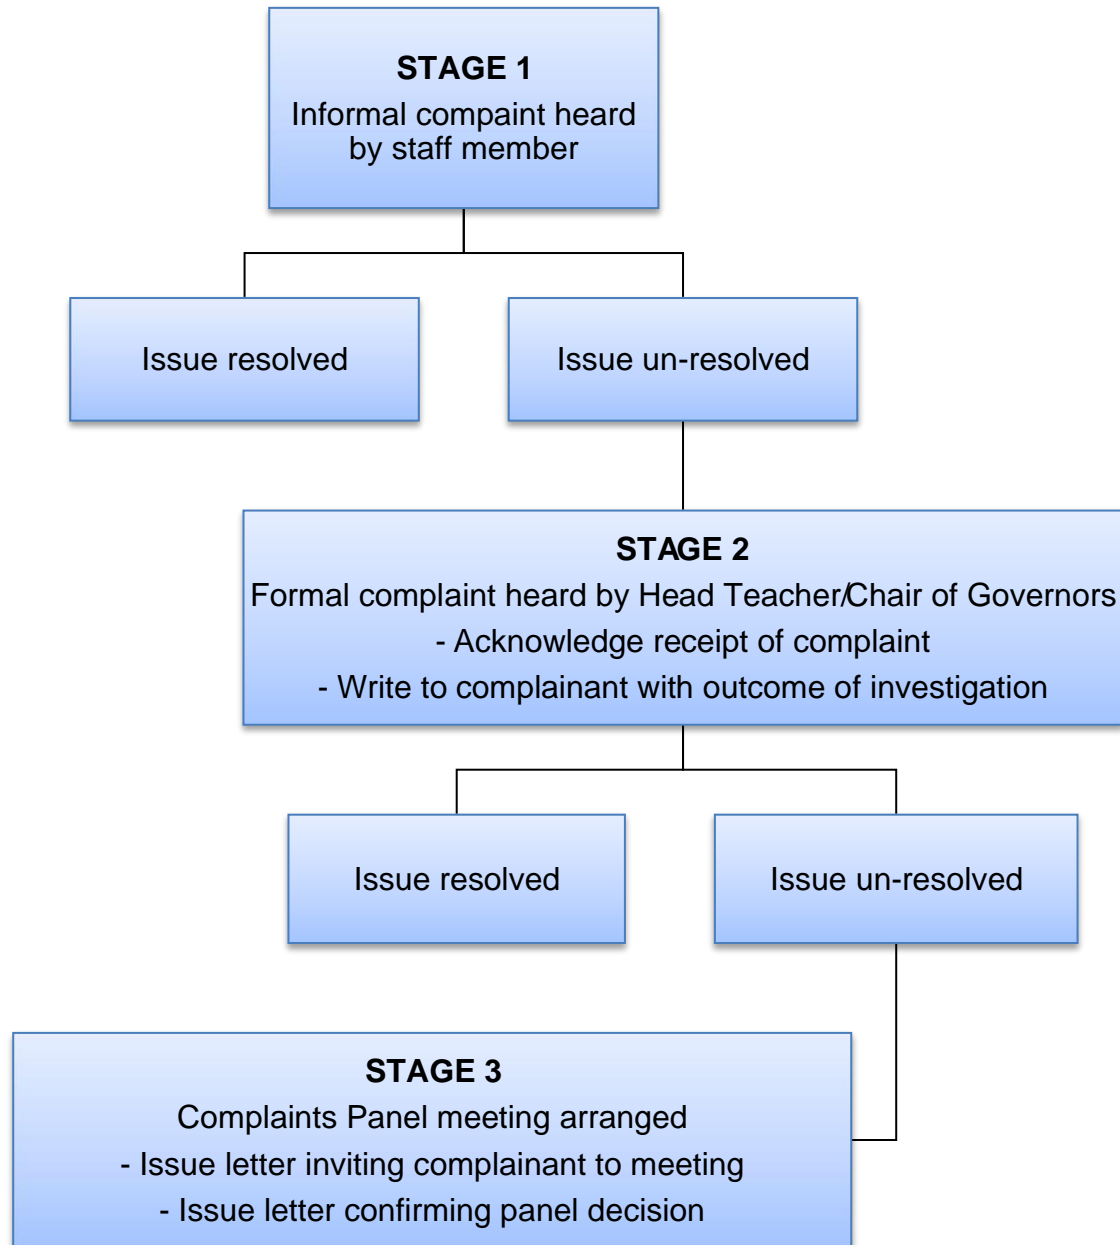 STAGE 1
Informal compaint heard
by staff member
Issue resolved
Issue un-resolved
STAGE 2
Formal complaint heard by Head Teacher/Chair of Governors
- Acknowledge receipt of complaint
- Write to complainant with outcome of investigation
Issue resolved
Issue un-resolved
STAGE 3
Complaints Panel meeting arranged
- Issue letter inviting complainant to meeting
- Issue letter confirming panel decision